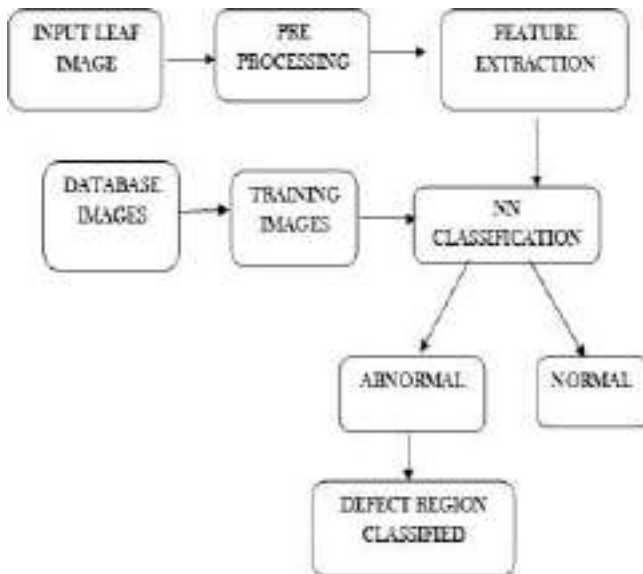 INPUT LEAF
IMAGE
PRE
PROCESSING
FEATURE
EXTRACTION
DATABASE
IMAGES
TRAINING
IMAGES
NN
CLASSIFICATION
ABNORMAL
NORMAL
DEFECT REGION
CLASSIFIED